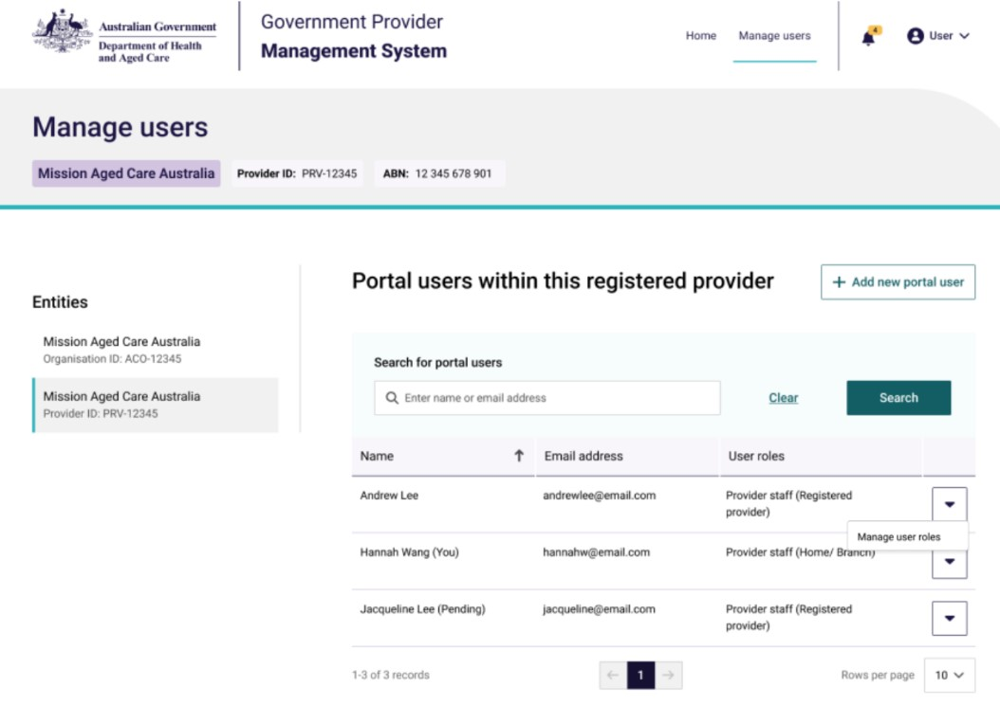 Australian Government
Department of Health
and Aged Care
Government Provider
Management System
Home
Manage users
4
User
Manage users
Mission Aged Care Australia
Provider ID: PRV-12345
ABN: 12 345 678 901
Entities
Mission Aged Care Australia
Organisation ID: ACO-12345
Mission Aged Care Australia
Provider ID: PRV-12345
Portal users within this registered provider
+ Add new portal user
Search for portal users
Enter name or email address
Clear
Search
Name
Email address
User roles
Andrew Lee
andrewlee@email.com
Provider staff (Registered
provider)
Manage user roles
Hannah Wang (You)
hannahw@email.com
Provider staff (Home/ Branch)
Jacqueline Lee (Pending)
jacqueline@email.com
Provider staff (Registered
provider)
1-3 of 3 records
1
Rows per page
10